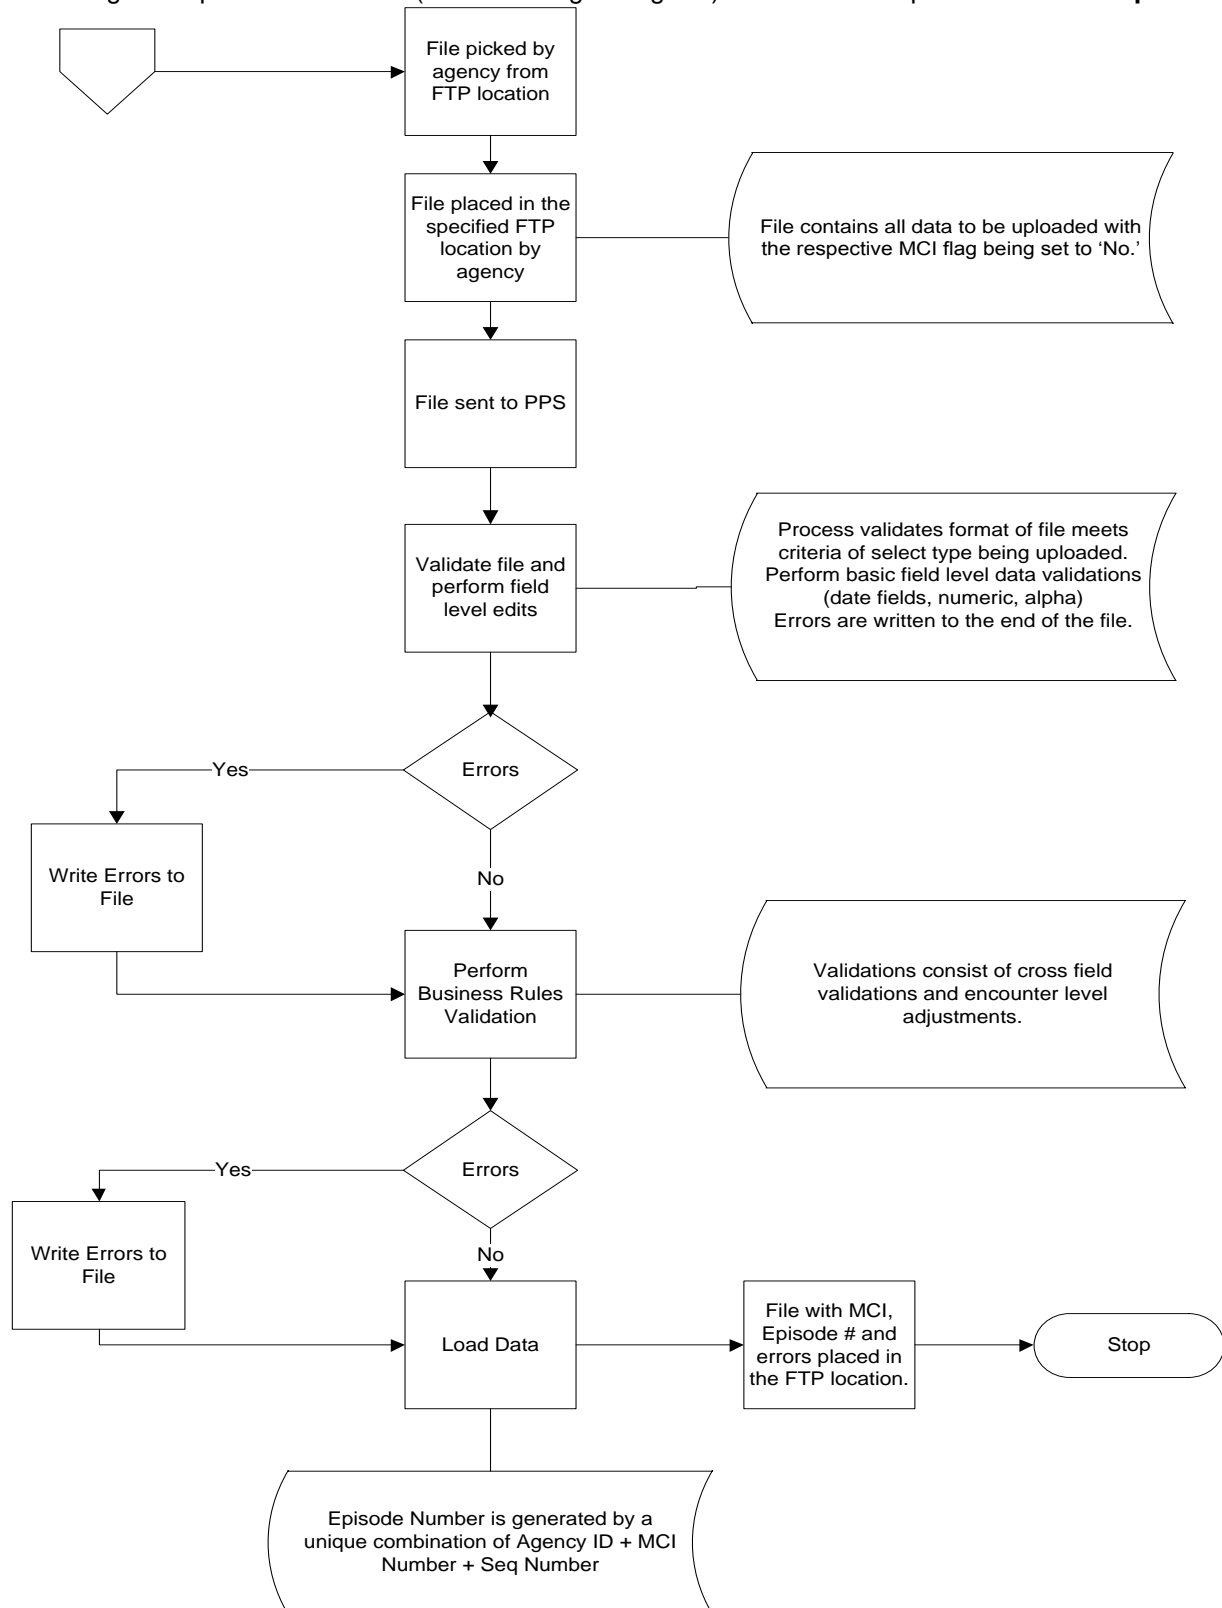 File picked by
agency from
FTP location
File placed in the
specified FTP
location by
agency
File contains all data to be uploaded with
the respective MCI flag being set to ‘No.’
File sent to PPS
Validate file and
perform field
level edits
Process validates format of file meets
criteria of select type being uploaded.
Perform basic field level data validations
(date fields, numeric, alpha)
Errors are written to the end of the file.
Errors
Yes
Write Errors to
File
No
Perform
Business Rules
Validation
Validations consist of cross field
validations and encounter level
adjustments.
Errors
Yes
Write Errors to
File
No
Load Data
File with MCI,
Episode # and
errors placed in
the FTP location.
Stop
Episode Number is generated by a
unique combination of Agency ID + MCI
Number + Seq Number